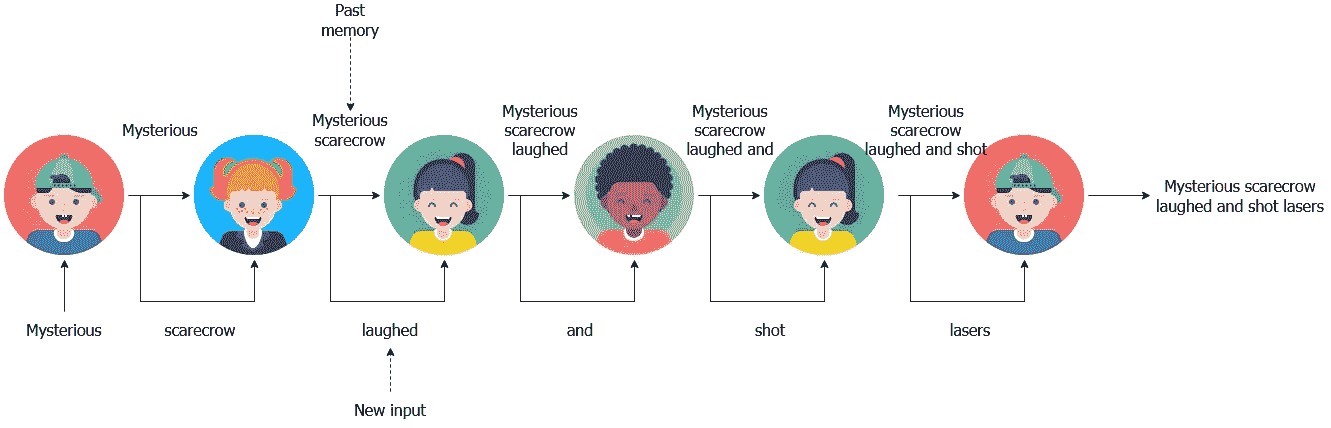 Past
memory
Mysterious
Mysterious
scarecrow
Mysterious
scarecrow
laughed
Mysterious
scarecrow
laughed and
Mysterious
scarecrow
laughed and shot
Mysterious scarecrow
laughed and shot lasers
Mysterious
scarecrow
laughed
and
shot
lasers
New input